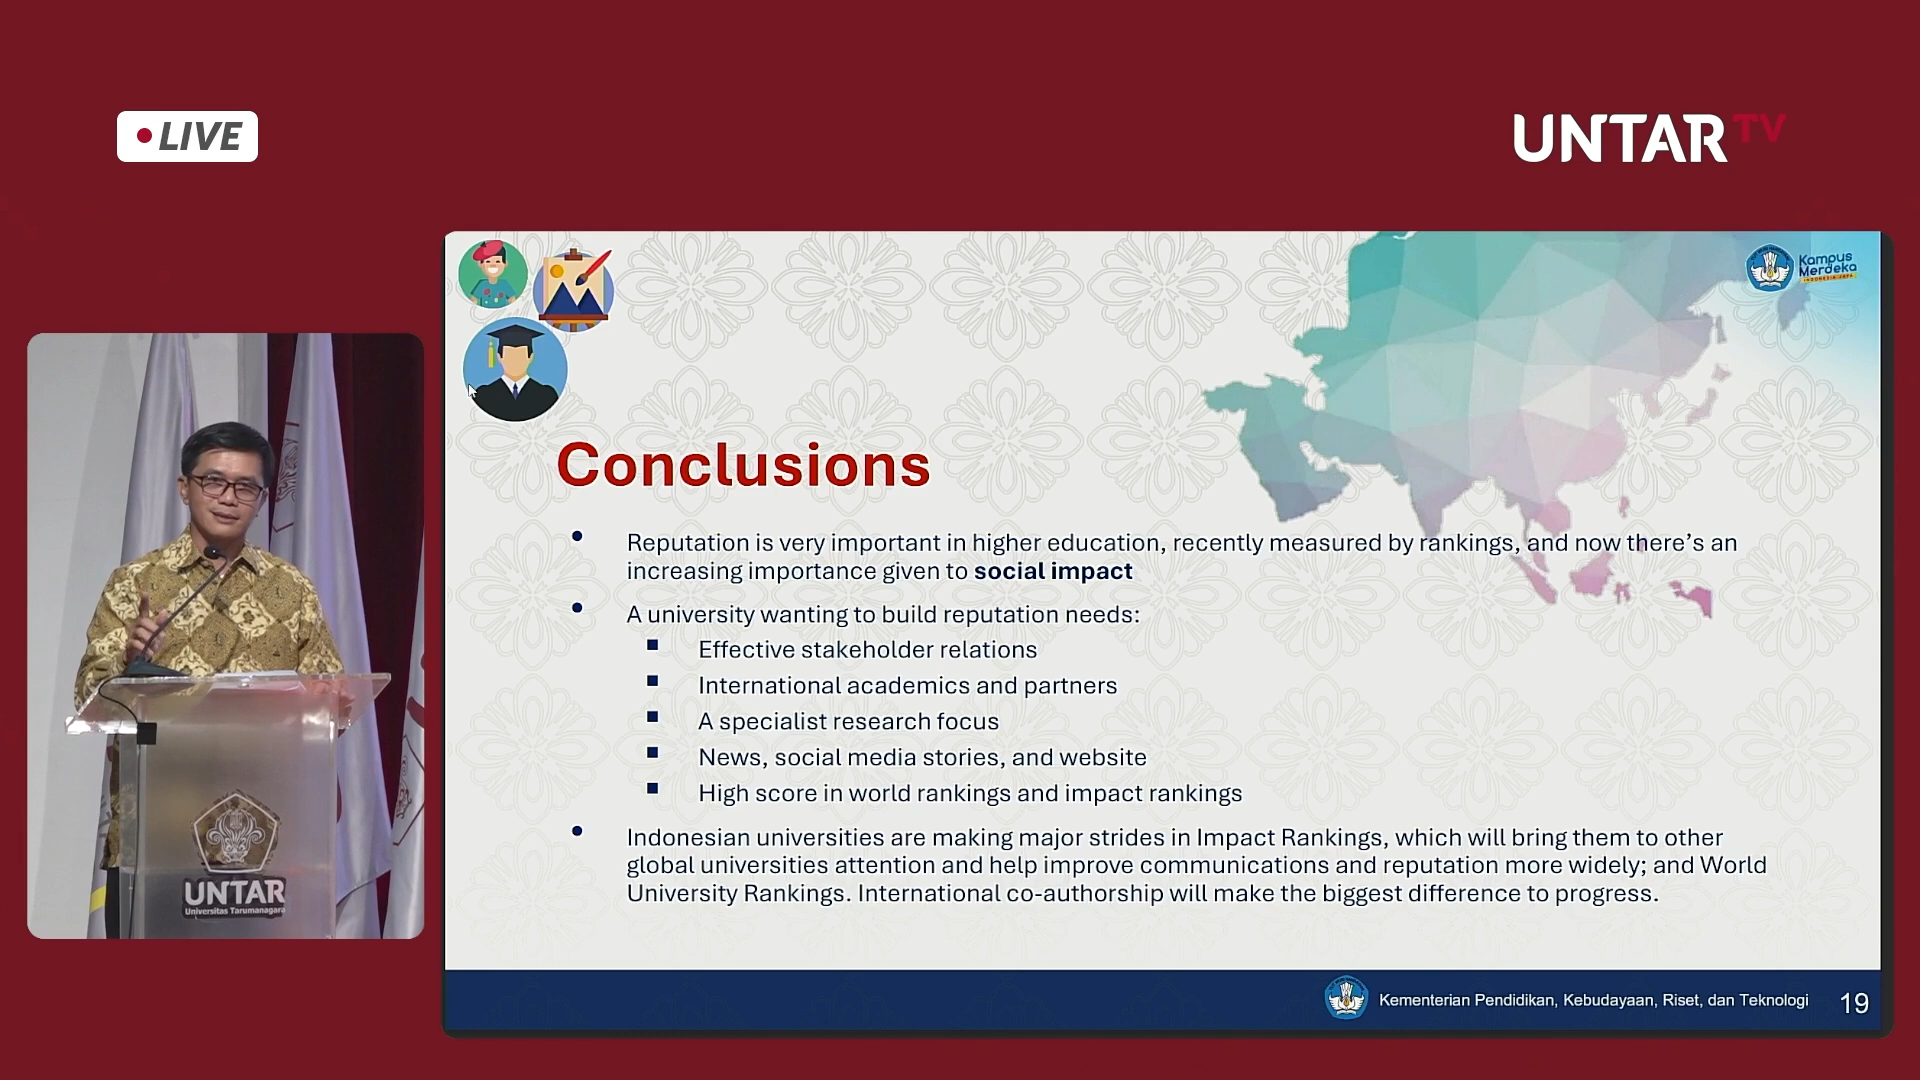 LIVE
UNTAR TV
Kampus
Merdeka
INDONESIA JAYA
Conclusions
• Reputation is very important in higher education, recently measured by rankings, and now there’s an
increasing importance given to social impact
• A university wanting to build reputation needs:
▪ Effective stakeholder relations
▪ International academics and partners
▪ A specialist research focus
▪ News, social media stories, and website
▪ High score in world rankings and impact rankings
• Indonesian universities are making major strides in Impact Rankings, which will bring them to other
global universities attention and help improve communications and reputation more widely; and World
University Rankings. International co-authorship will make the biggest difference to progress.
UNTAR
Universitas Tarumanagara
Kementerian Pendidikan, Kebudayaan, Riset, dan Teknologi
19